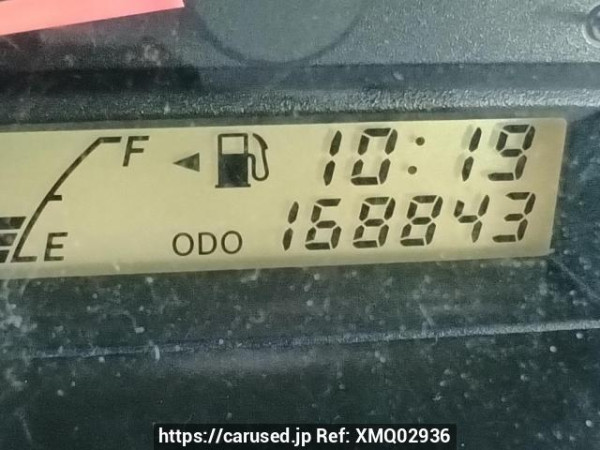 F 10:19
E ODO 168843
https://carused.jp Ref: XMQ02936